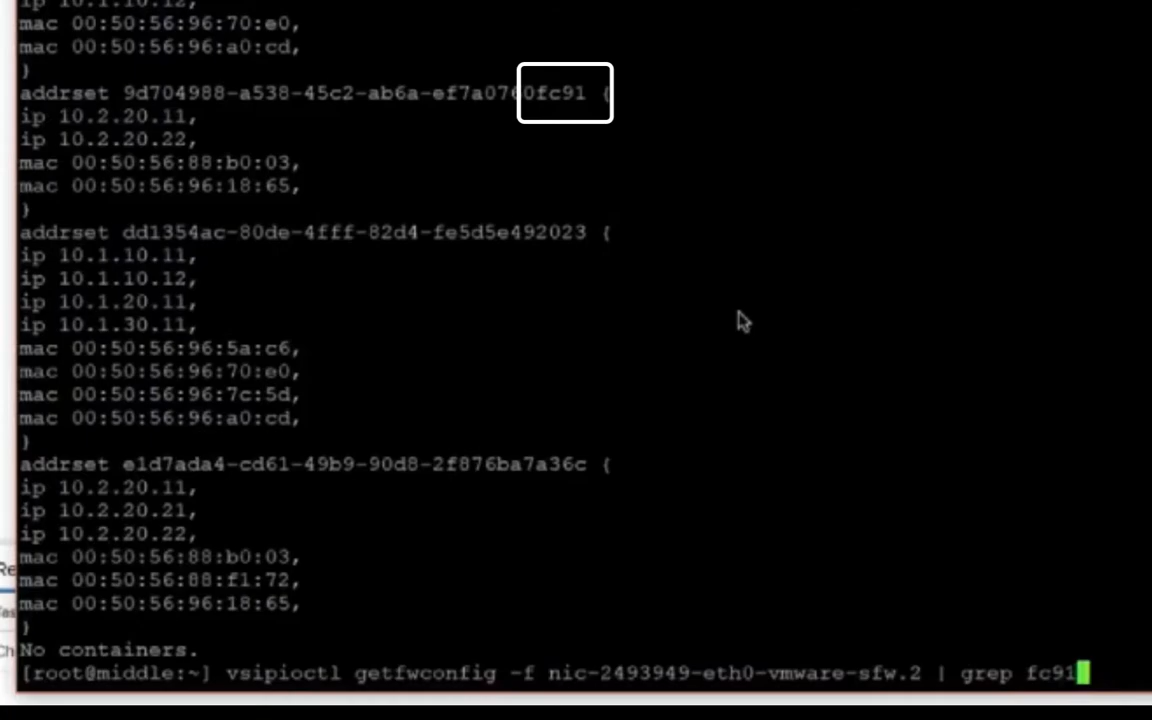 ip 10.1.10.12,
mac 00:50:56:96:70:e0,
mac 00:50:56:96:a0:cd,
}
addrset 9d704988-a538-45c2-ab6a-ef7a0760fc91 {
ip 10.2.20.11,
ip 10.2.20.22,
mac 00:50:56:88:b0:03,
mac 00:50:56:96:18:65,
}
addrset dd1354ac-80de-4fff-82d4-fe5d5e492023 {
ip 10.1.10.11,
ip 10.1.10.12,
ip 10.1.20.11,
ip 10.1.30.11,
mac 00:50:56:96:5a:c6,
mac 00:50:56:96:70:e0,
mac 00:50:56:96:7c:5d,
mac 00:50:56:96:a0:cd,
}
addrset e1d7ada4-cd61-49b9-90d8-2f876ba7a36c {
ip 10.2.20.11,
ip 10.2.20.21,
ip 10.2.20.22,
mac 00:50:56:88:b0:03,
mac 00:50:56:88:f1:72,
mac 00:50:56:96:18:65,
}
No containers.
[root@middle:~] vsipioctl getfwconfig -f nic-2493949-eth0-vmware-sfw.2 | grep fc91